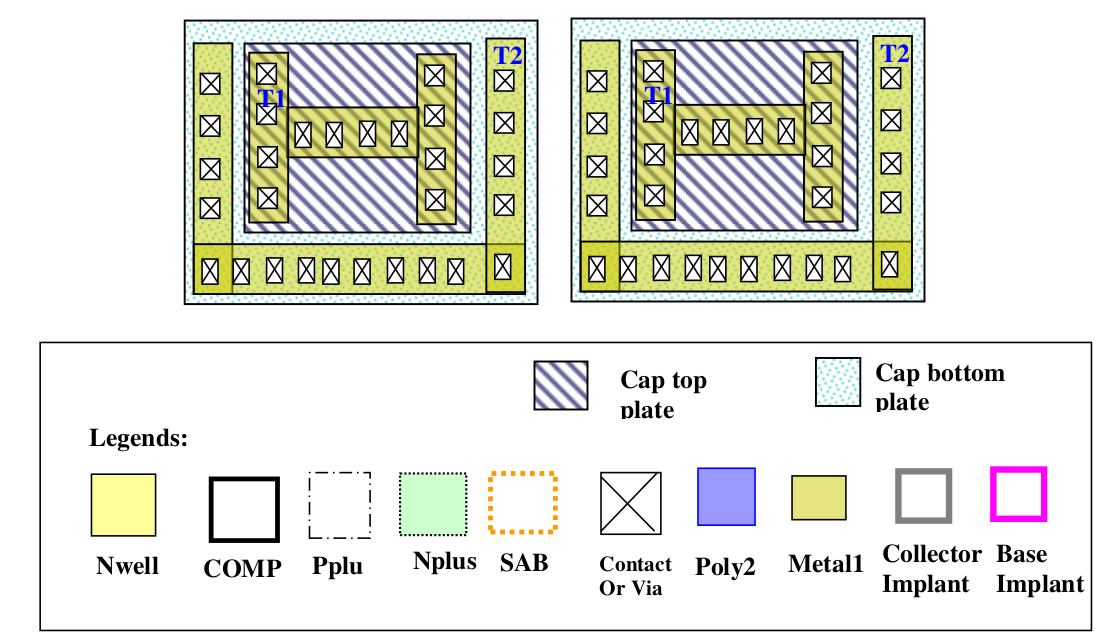 T2
T1
T2
T1
Cap top
plate
Cap bottom
plate
Legends:
Nwell
COMP
Pplu
Nplus
SAB
Contact
Or Via
Poly2
Metal1
Collector
Implant
Base
Implant